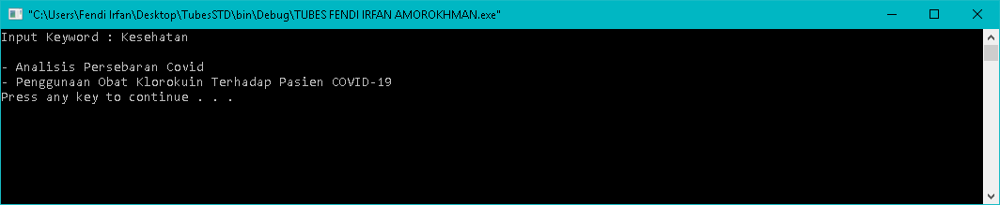 "C:\Users\Fendi Irfan\Desktop\TubesSTD\bin\Debug\TUBES FENDI IRFAN AMOROKHMAN.exe"
Input Keyword : Kesehatan
- Analisis Persebaran Covid
- Penggunaan Obat Klorokuin Terhadap Pasien COVID-19
Press any key to continue . . .